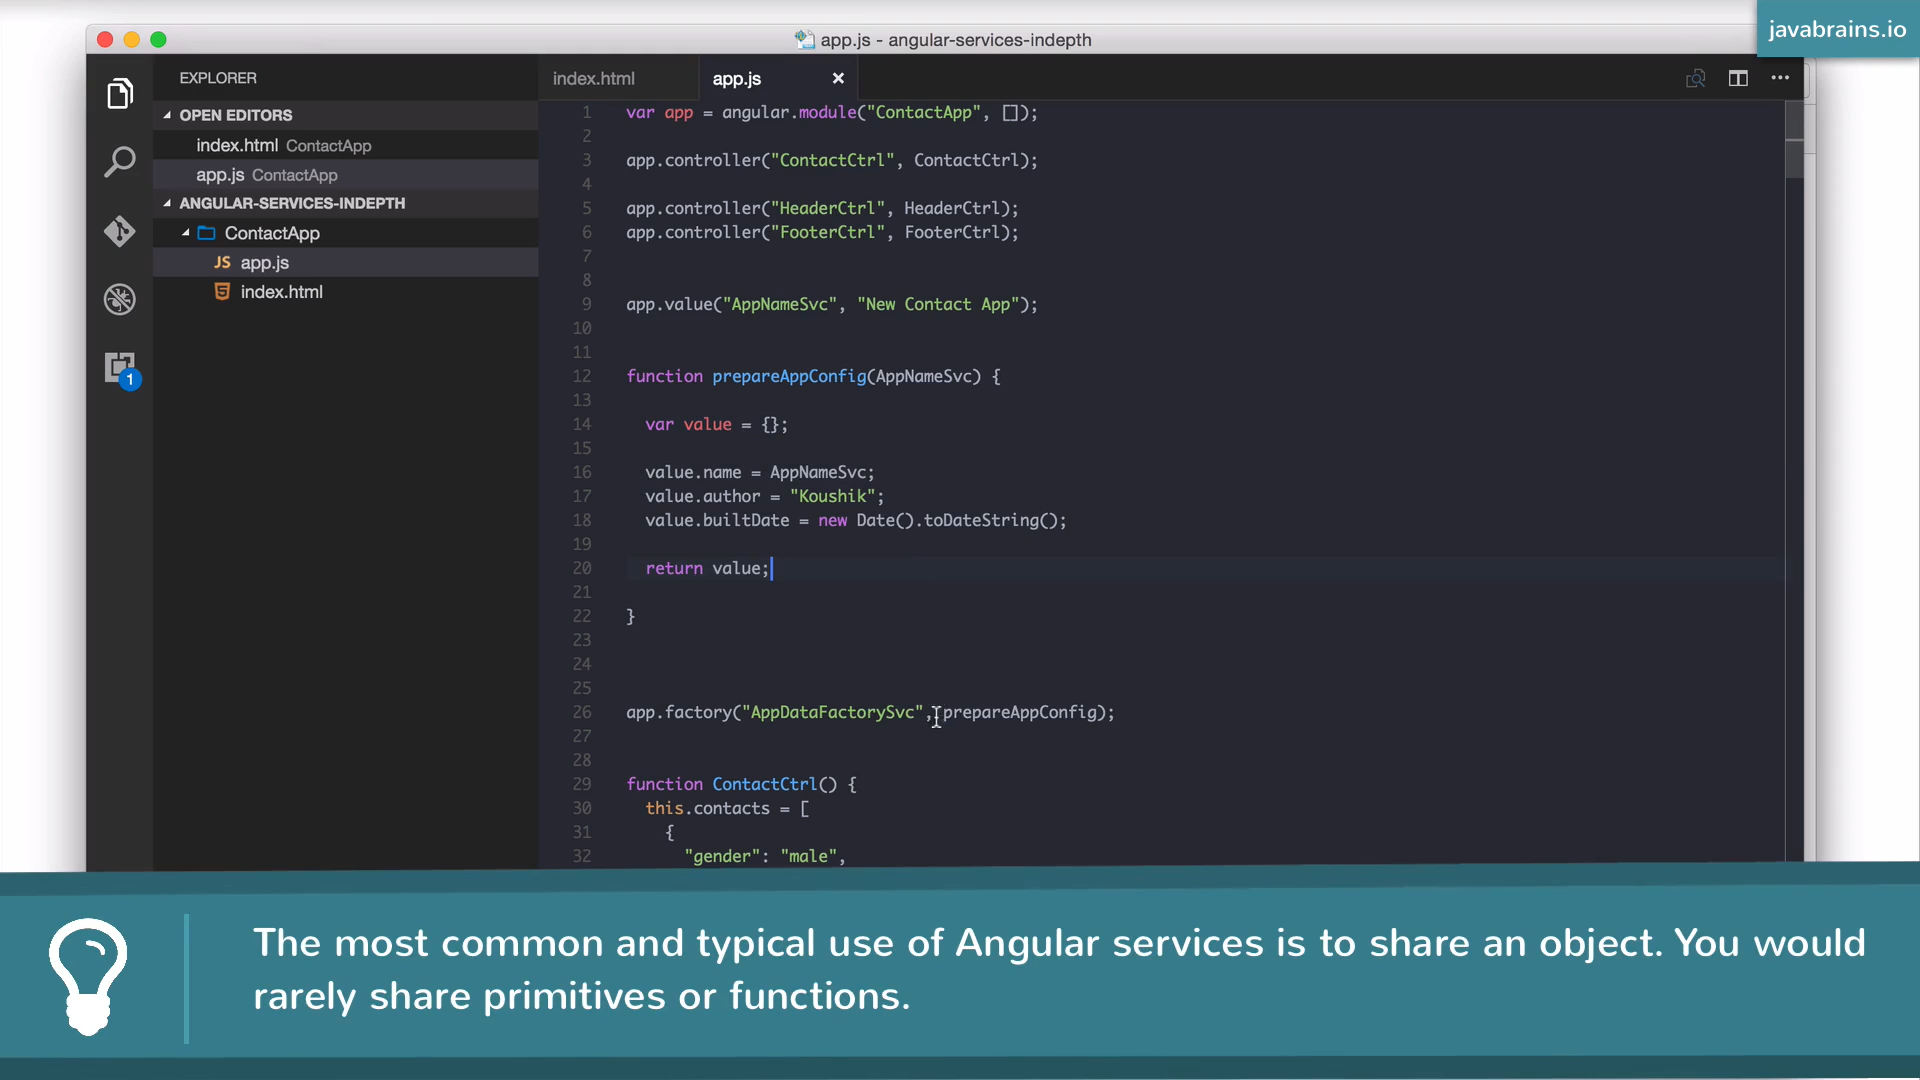 javabrains.io
app.js - angular-services-indepth
EXPLORER
OPEN EDITORS
index.html ContactApp
app.js ContactApp
ANGULAR-SERVICES-INDEPTH
ContactApp
JS app.js
index.html
1
index.html
app.js
1 var app = angular.module("ContactApp", []);
2
3 app.controller("ContactCtrl", ContactCtrl);
4
5 app.controller("HeaderCtrl", HeaderCtrl);
6 app.controller("FooterCtrl", FooterCtrl);
7
8
9 app.value("AppNameSvc", "New Contact App");
10
11
12 function prepareAppConfig(AppNameSvc) {
13
14 var value = {};
15
16 value.name = AppNameSvc;
17 value.author = "Koushik";
18 value.builtDate = new Date().toDateString();
19
20 return value;
21
22 }
23
24
25
26 app.factory("AppDataFactorySvc", prepareAppConfig);
27
28
29 function ContactCtrl() {
30 this.contacts = [
31 {
32 "gender": "male",
The most common and typical use of Angular services is to share an object. You would
rarely share primitives or functions.